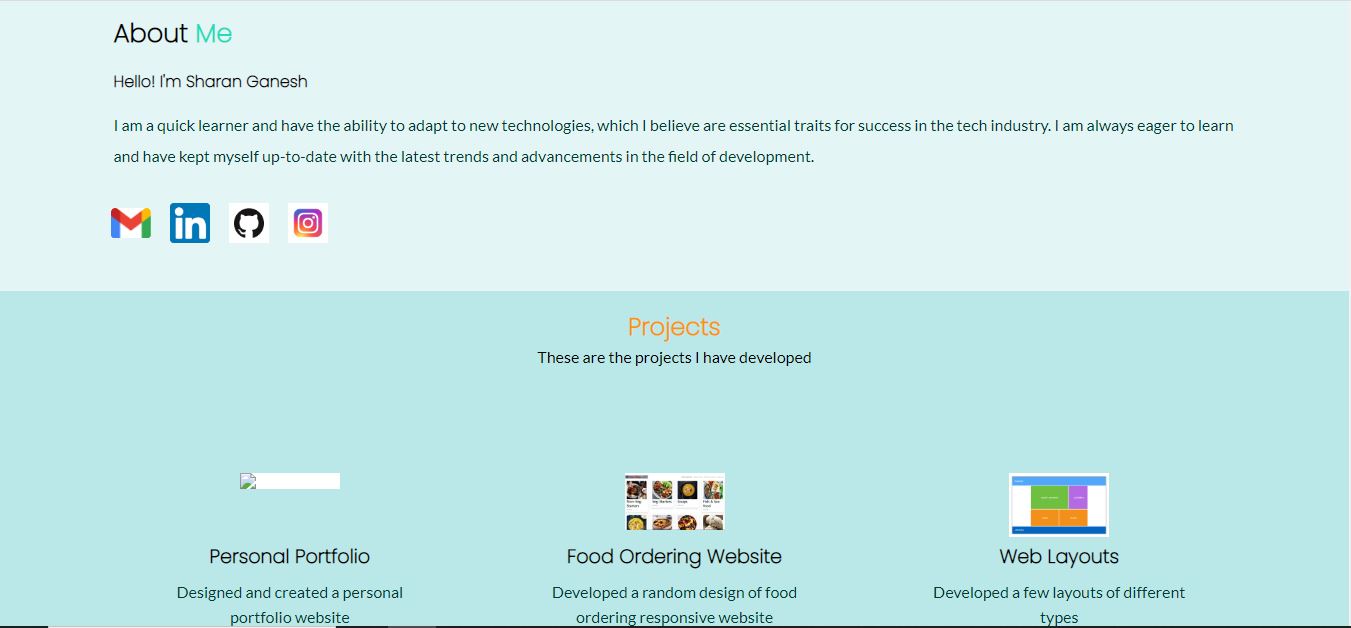 About Me
Hello! I'm Sharan Ganesh
I am a quick learner and have the ability to adapt to new technologies, which I believe are essential traits for success in the tech industry. I am always eager to learn
and have kept myself up-to-date with the latest trends and advancements in the field of development.
in
Projects
These are the projects I have developed
Personal Portfolio
Designed and created a personal
portfolio website
Food Ordering Website
Developed a random design of food
ordering responsive website
Web Layouts
Developed a few layouts of different
types